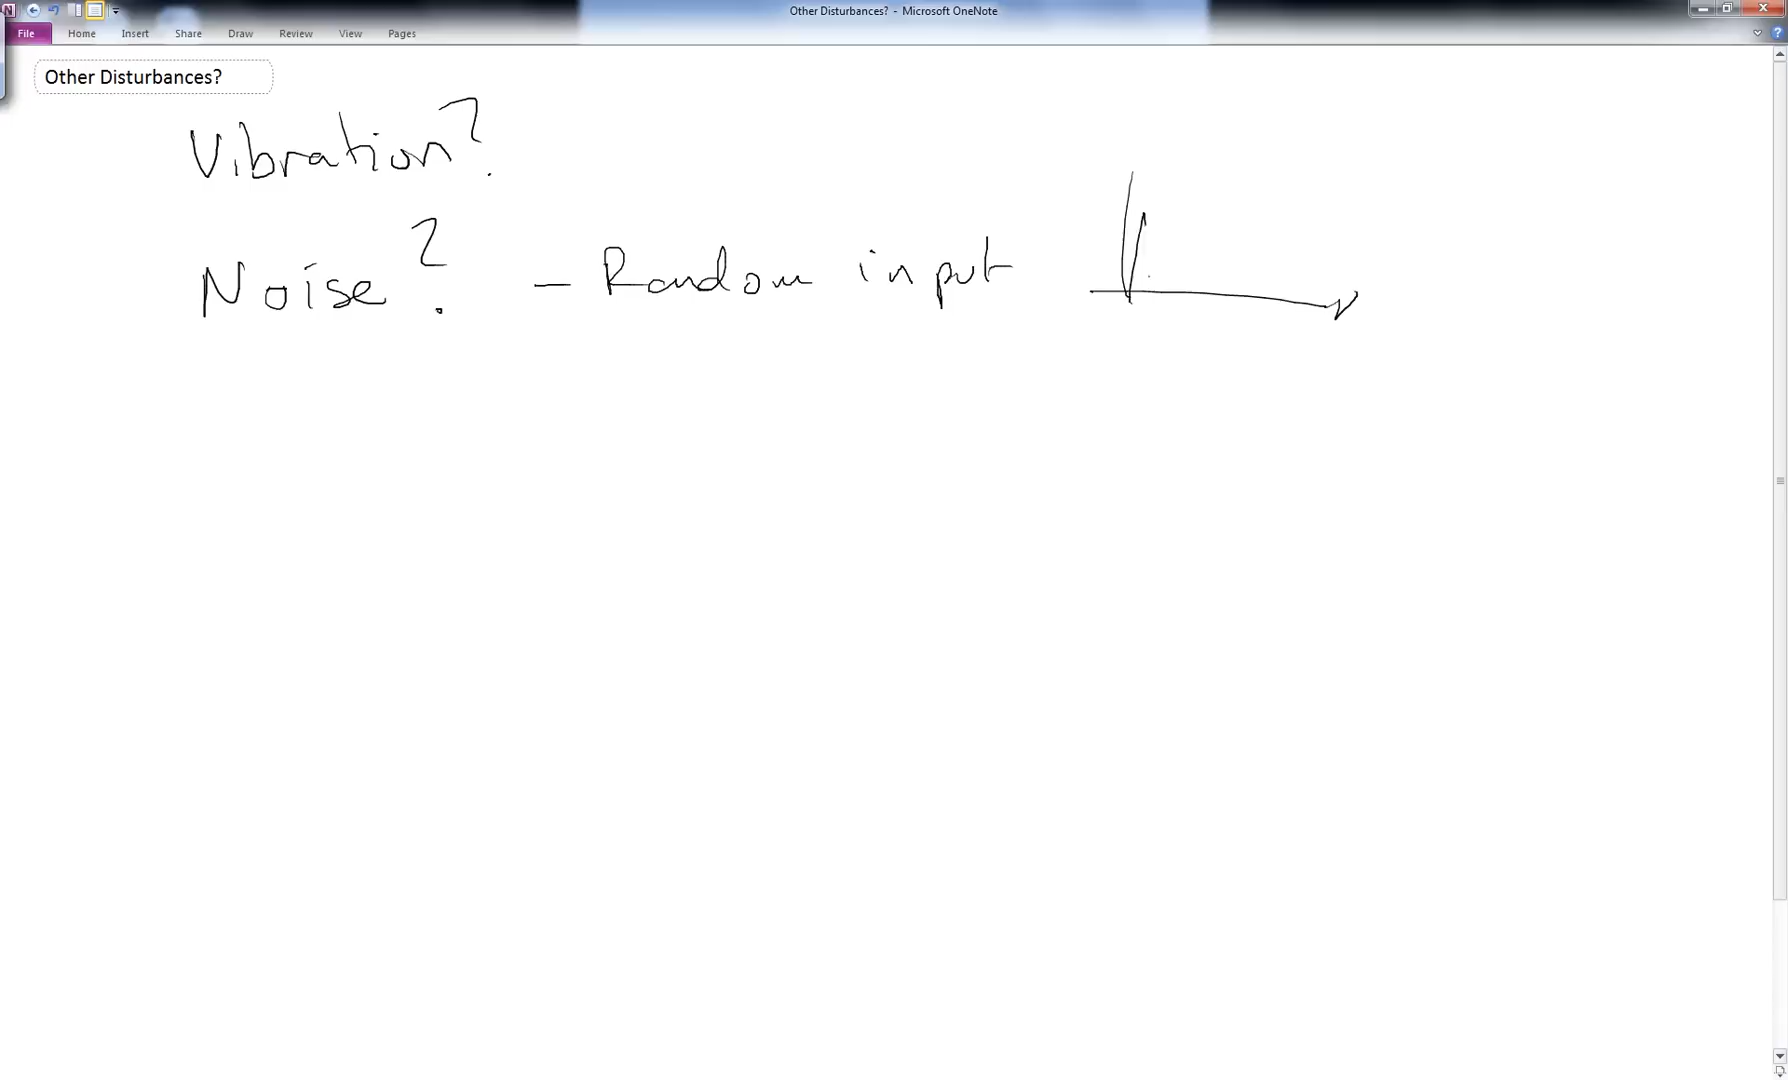 Other Disturbances? - Microsoft OneNote
File Home Insert Share Draw Review View Pages
Other Disturbances?
Vibration?
Noise? - Random input